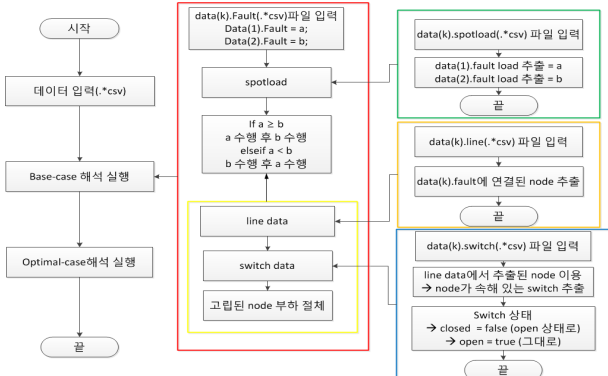 시작
데이터 입력(.*csv)
Base-case 해석 실행
Optimal-case해석 실행
끝
data(k).Fault(.*csv)파일 입력
Data(1).Fault = a;
Data(2).Fault = b;
spotload
If a ≥ b
a 수행 후 b 수행
elseif a < b
b 수행 후 a 수행
line data
switch data
고립된 node 부하 절체
data(k).spotload(.*csv) 파일 입력
data(1).fault load 추출 = a
data(2).fault load 추출 = b
끝
data(k).line(.*csv) 파일 입력
data(k).fault에 연결된 node 추출
끝
data(k).switch(.*csv) 파일 입력
line data에서 추출된 node 이용
→ node가 속해 있는 switch 추출
Switch 상태
→ closed = false (open 상태로)
→ open = true (그대로)
끝